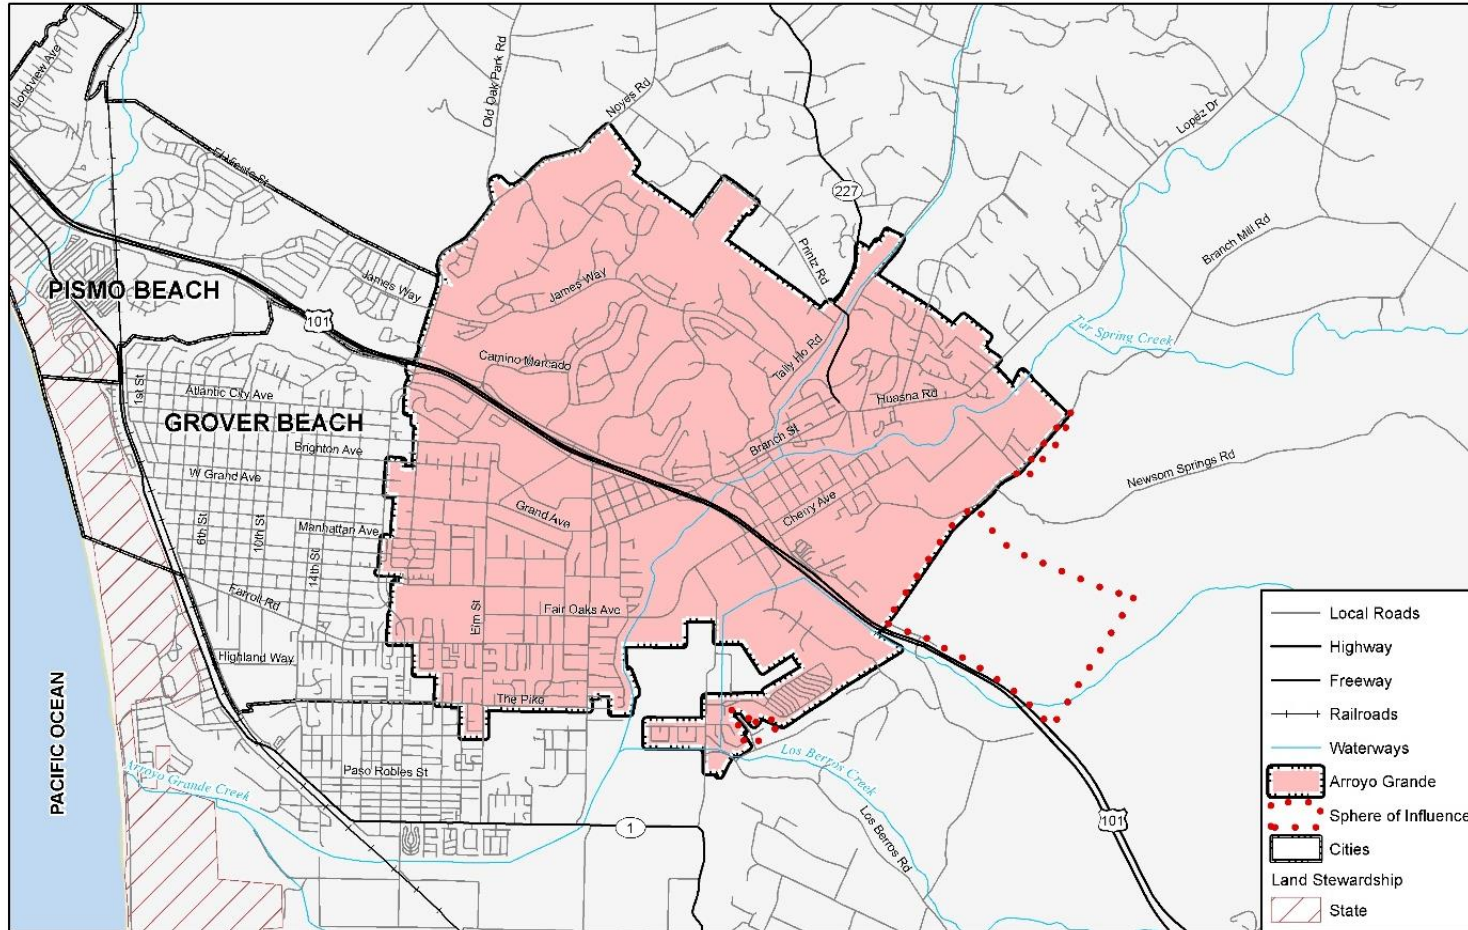 Longview Ave
Old Oak Park Rd
Noyes Rd
Lopez Dr
El Viento St
227
Branch Mill Rd
Printz Rd
PISMO BEACH
James Way
James Way
101
Tar Spring Creek
Tally Ho Rd
Camino Mercado
1st St
Atlantic City Ave
Huasna Rd
GROVER BEACH
Branch St
Brighton Ave
Newsom Springs Rd
W Grand Ave
Grand Ave
Cherry Ave
6th St
10th St
Manhattan Ave
14th St
Farroll Rd
Elm St
Fair Oaks Ave
Highland Way
The Pike
PACIFIC OCEAN
Arroyo Grande Creek
Paso Robles St
Los Berros Creek
1
Los Berros Rd
101
Local Roads
Highway
Freeway
Railroads
Waterways
Arroyo Grande
Sphere of Influence
Cities
Land Stewardship
State